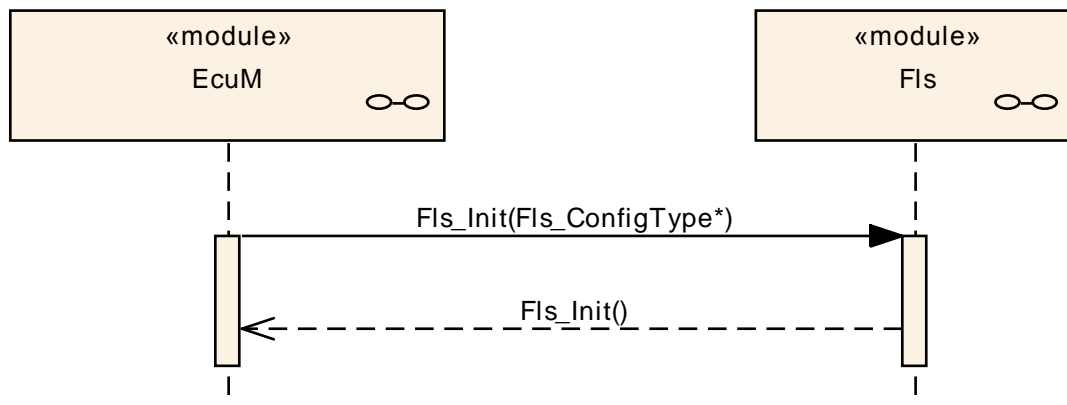 «module»
EcuM
«module»
Fls
Fls_Init(Fls_ConfigType*)
Fls_Init()